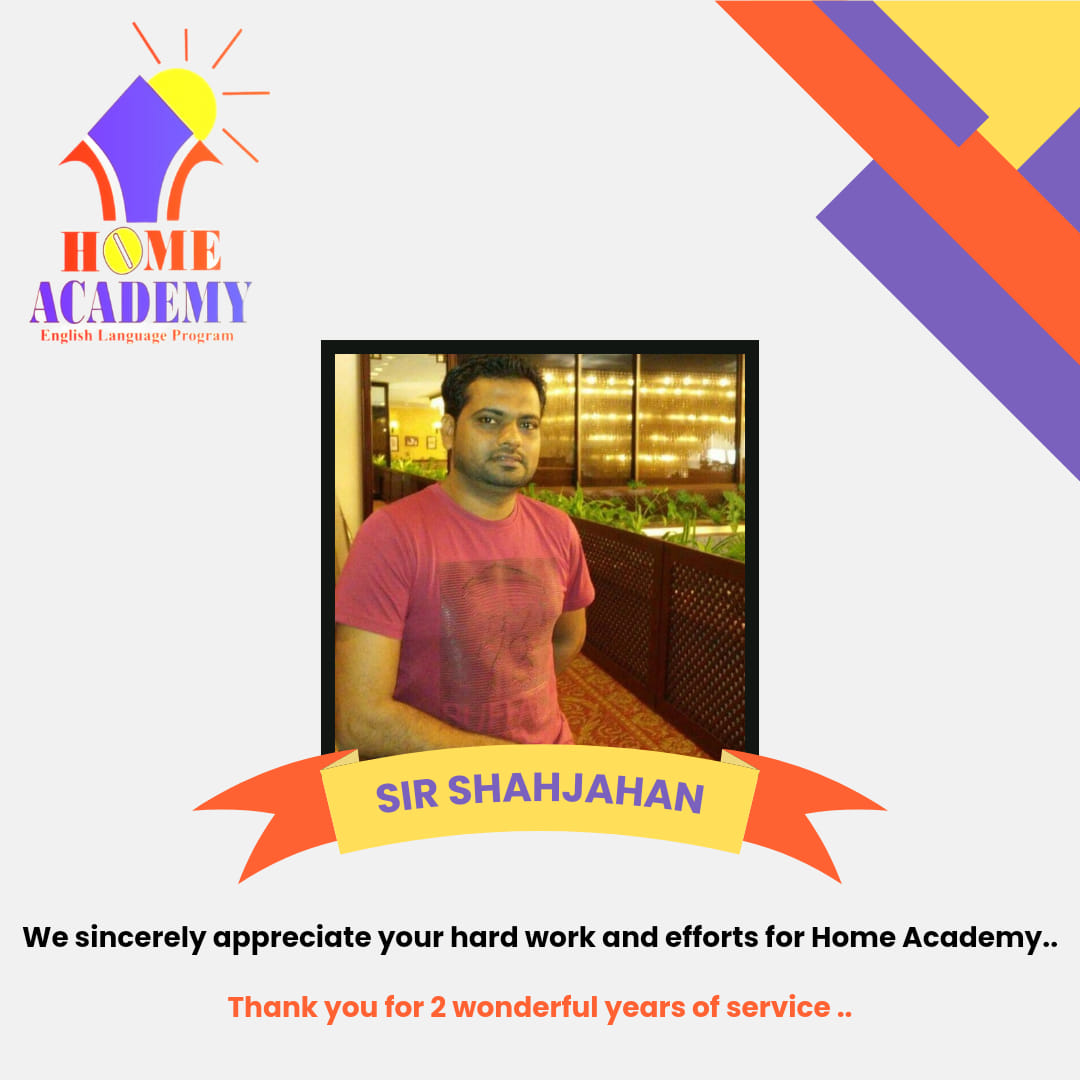 HOME
ACADEMY
English Language Program
SIR SHAHJAHAN
We sincerely appreciate your hard work and efforts for Home Academy..
Thank you for 2 wonderful years of service ..